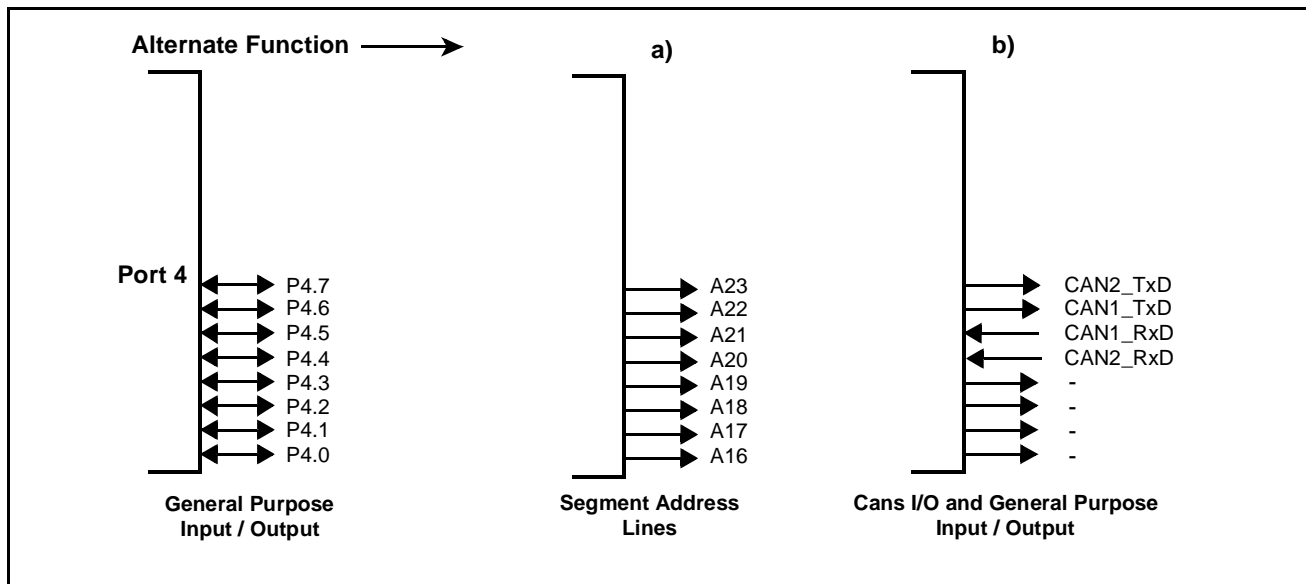 Alternate Function
a)
b)
Port 4
P4.7
P4.6
P4.5
P4.4
P4.3
P4.2
P4.1
P4.0
General Purpose
Input / Output
A23
A22
A21
A20
A19
A18
A17
A16
Segment Address
Lines
CAN2_TxD
CAN1_TxD
CAN1_RxD
CAN2_RxD
-
-
-
-
Cans I/O and General Purpose
Input / Output